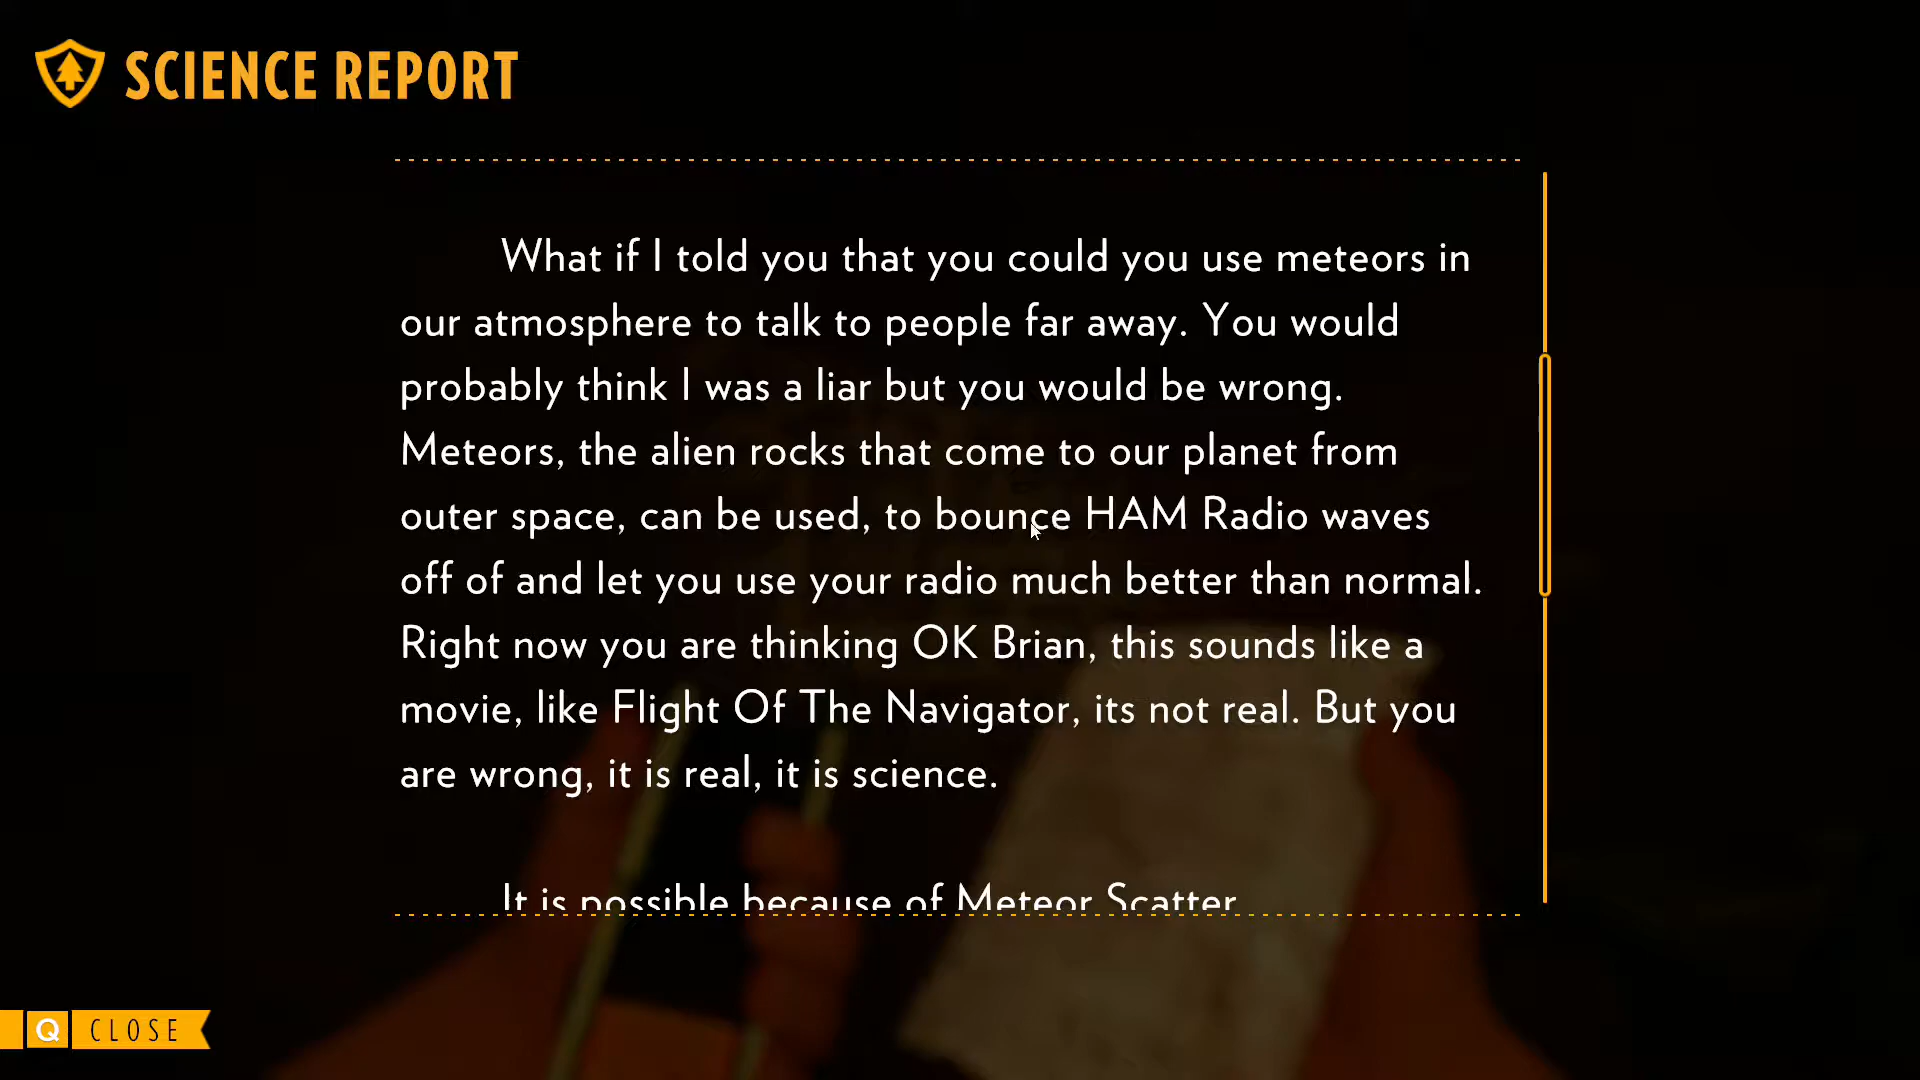 SCIENCE REPORT
What if I told you that you could you use meteors in
our atmosphere to talk to people far away. You would
probably think I was a liar but you would be wrong.
Meteors, the alien rocks that come to our planet from
outer space, can be used, to bounce HAM Radio waves
off of and let you use your radio much better than normal.
Right now you are thinking OK Brian, this sounds like a
movie, like Flight Of The Navigator, its not real. But you
are wrong, it is real, it is science.
It is possible because of Meteor Scatter
Q CLOSE